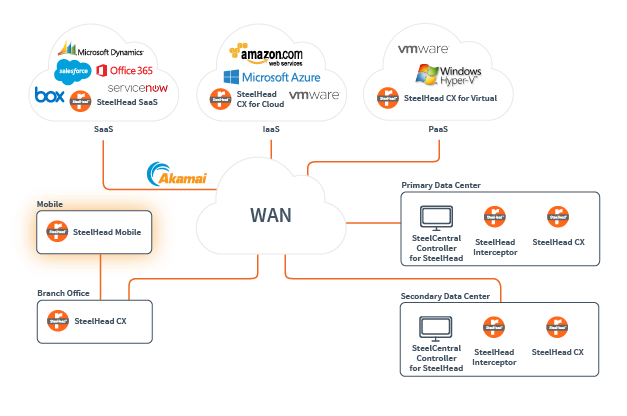 Microsoft Dynamics
salesforce
Office 365
servicenow
box
SteelHead SaaS
SaaS
amazon.com
web services
Microsoft Azure
SteelHead
CX for Cloud
vmware
IaaS
vmware
Windows
Hyper-V
SteelHead CX for Virtual
PaaS
Akamai
WAN
Mobile
SteelHead Mobile
Branch Office
SteelHead CX
Primary Data Center
SteelCentral
Controller
for SteelHead
SteelHead
Interceptor
SteelHead CX
Secondary Data Center
SteelCentral
Controller
for SteelHead
SteelHead
Interceptor
SteelHead CX